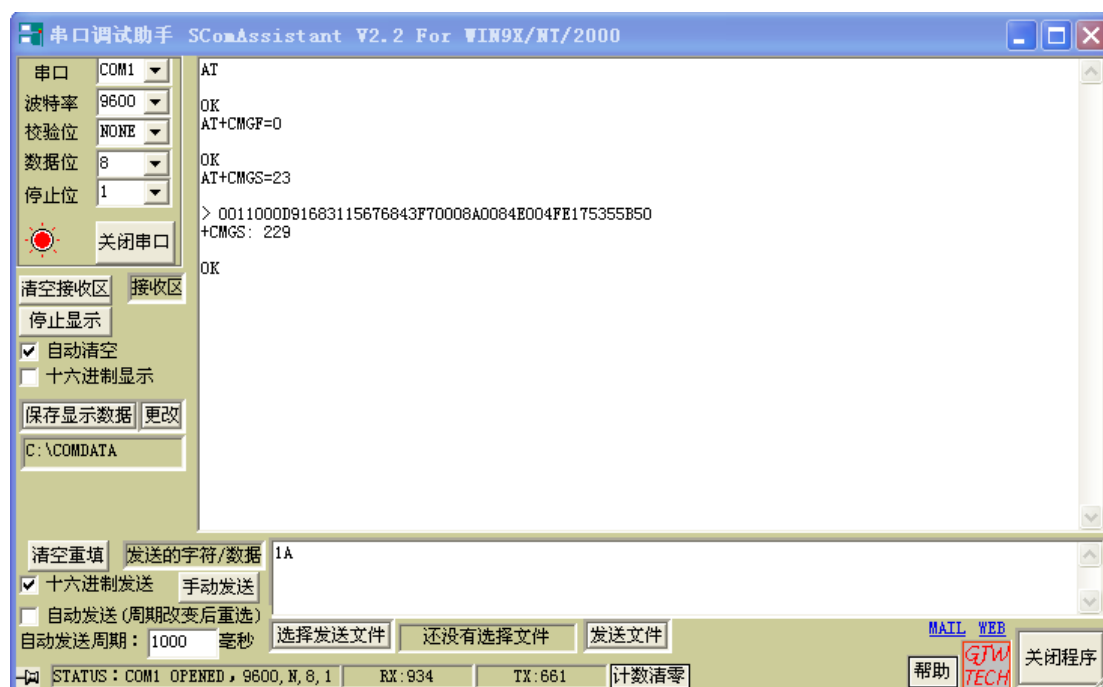 串口调试助手 SComAssistant V2.2 For WIN9X/NT/2000
串口 COM1
波特率 9600
校验位 NONE
数据位 8
停止位 1
关闭串口
清空接收区 接收区
停止显示
自动清空
十六进制显示
保存显示数据 更改
C:\COMDATA
AT
OK
AT+CMGF=0
OK
AT+CMGS=23
> 0011000D91683115676843F70008A0084E004FE175355B50
+CMGS: 229
OK
清空重填 发送的字符/数据 1A
十六进制发送 手动发送
自动发送(周期改变后重选)
自动发送周期: 1000 毫秒 选择发送文件 还没有选择文件 发送文件
MAIL WEB
STATUS：COM1 OPENED，9600,N,8,1 RX:934 TX:661 计数清零 帮助 GJW TECH 关闭程序